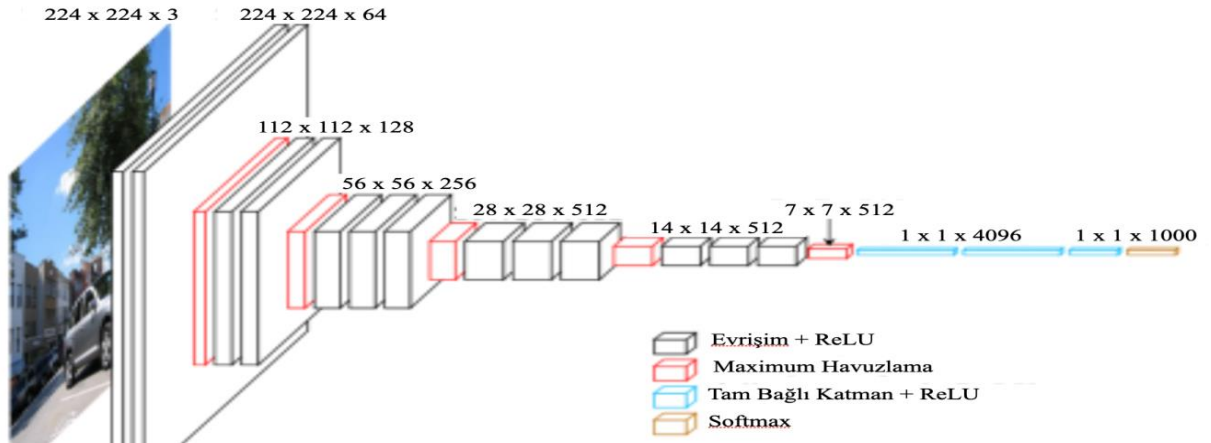 224 x 224 x 3
224 x 224 x 64
112 x 112 x 128
56 x 56 x 256
28 x 28 x 512
14 x 14 x 512
7 x 7 x 512
1 x 1 x 4096
1 x 1 x 1000
Evrişim + ReLU
Maximum Havuzlama
Tam Bağlı Katman + ReLU
Softmax